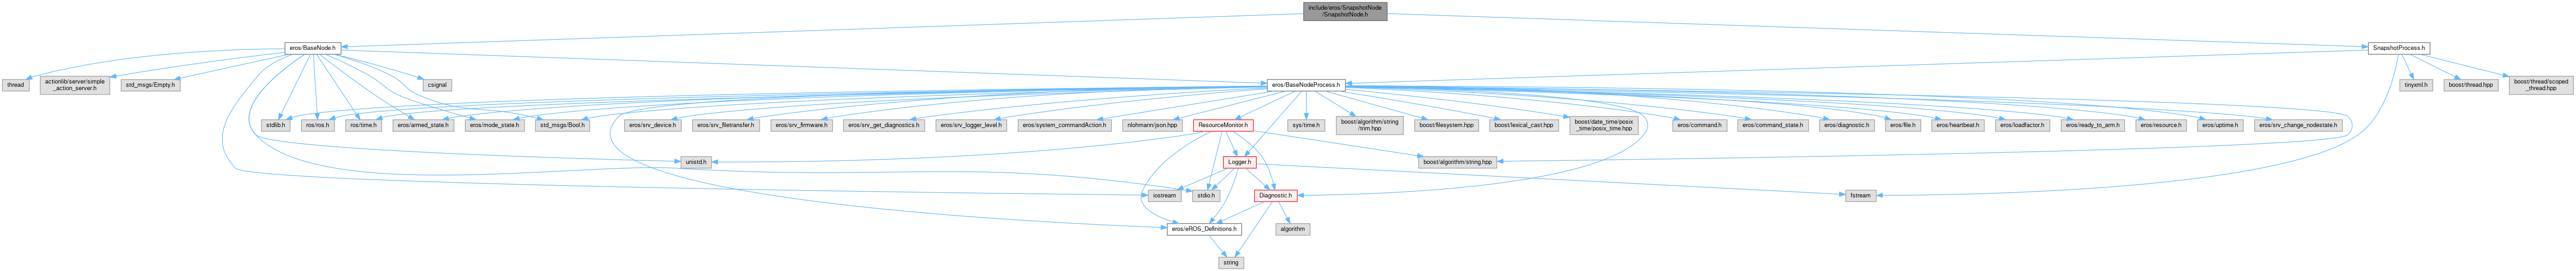 include/eros/SnapshotNode
/SnapshotNode.h
eros/BaseNode.h
SnapshotProcess.h
thread
actionlib/server/simple
_action_server.h
std_msgs/Empty.h
csignal
eros/BaseNodeProcess.h
tinyxml.h
boost/thread.hpp
boost/thread/scoped
_thread.hpp
stdlib.h
ros/ros.h
ros/time.h
eros/armed_state.h
eros/mode_state.h
std_msgs/Bool.h
eros/srv_device.h
eros/srv_filetransfer.h
eros/srv_firmware.h
eros/srv_get_diagnostics.h
eros/srv_logger_level.h
eros/system_commandAction.h
nlohmann/json.hpp
ResourceMonitor.h
sys/time.h
boost/algorithm/string
/trim.hpp
boost/filesystem.hpp
boost/lexical_cast.hpp
boost/date_time/posix
_time/posix_time.hpp
eros/command.h
eros/command_state.h
eros/diagnostic.h
eros/file.h
eros/heartbeat.h
eros/loadfactor.h
eros/ready_to_arm.h
eros/resource.h
eros/uptime.h
eros/srv_change_nodestate.h
unistd.h
Logger.h
boost/algorithm/string.hpp
iostream
stdio.h
Diagnostic.h
fstream
eros/eROS_Definitions.h
algorithm
string